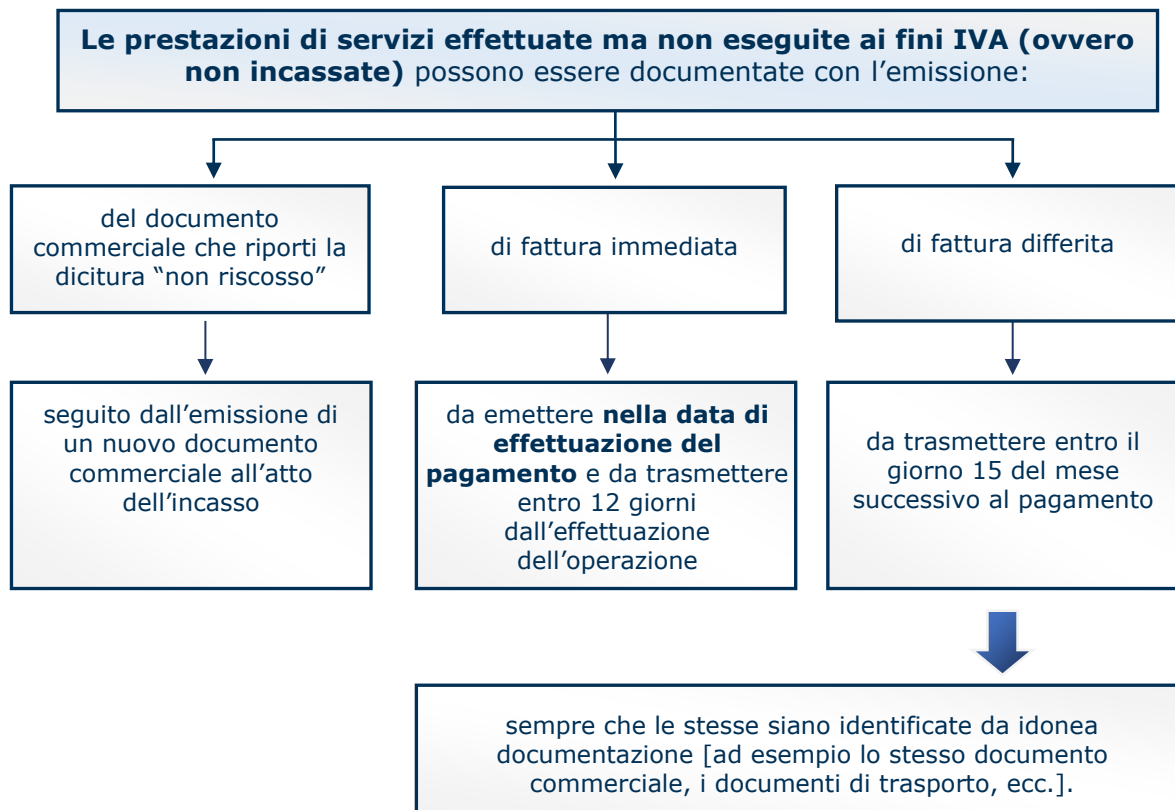 Le prestazioni di servizi effettuate ma non eseguite ai fini IVA (ovvero
non incassate) possono essere documentate con l’emissione:
del documento
commerciale che riporti la
dicitura “non riscosso”
di fattura immediata
di fattura differita
seguito dall’emissione di
un nuovo documento
commerciale all’atto
dell’incasso
da emettere nella data di
effettuazione del
pagamento e da trasmettere
entro 12 giorni
dall’effettuazione
dell’operazione
da trasmettere entro il
giorno 15 del mese
successivo al pagamento
sempre che le stesse siano identificate da idonea
documentazione [ad esempio lo stesso documento
commerciale, i documenti di trasporto, ecc.].